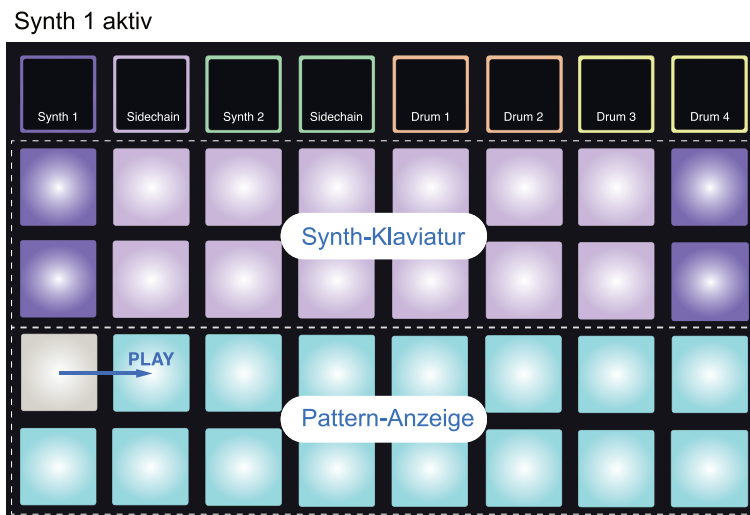 Synth 1 aktiv
Synth 1 Sidechain Synth 2 Sidechain Drum 1 Drum 2 Drum 3 Drum 4
Synth-Klaviatur
PLAY
Pattern-Anzeige